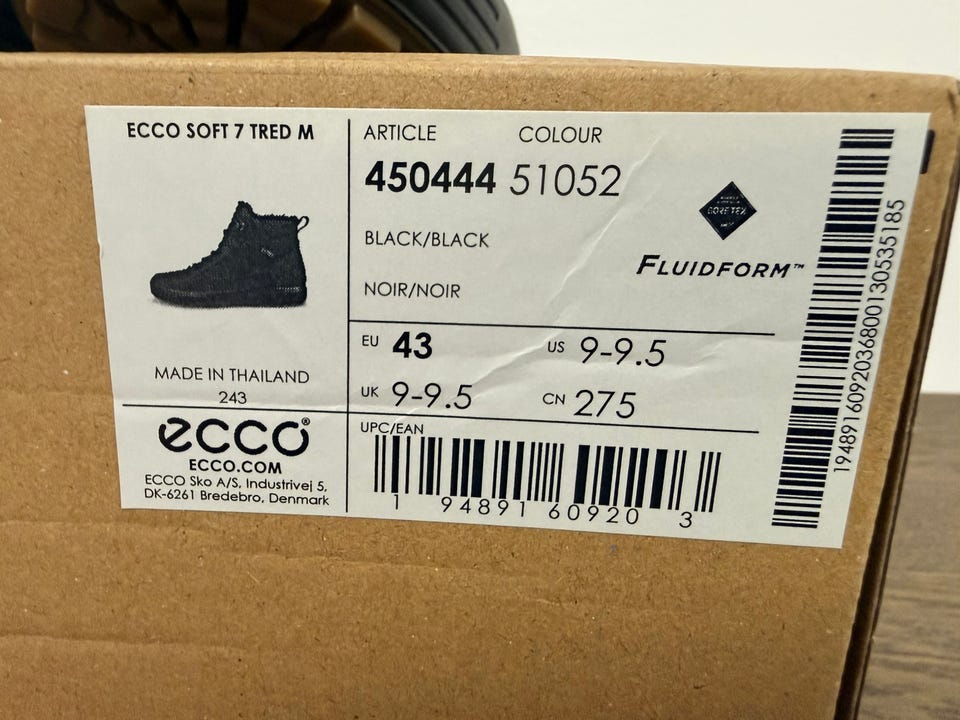 ECCO SOFT 7 TRED M
MADE IN THAILAND
243
ecco®
ECCO.COM
ECCO Sko A/S, Industrivej 5,
DK-6261 Bredebro, Denmark
ARTICLE COLOUR
450444 51052
BLACK/BLACK
NOIR/NOIR
GORE-TEX
FLUIDFORM™
EU 43 US 9-9.5
UK 9-9.5 CN 275
UPC/EAN
1 94891 60920 3
1948916092036800130535185